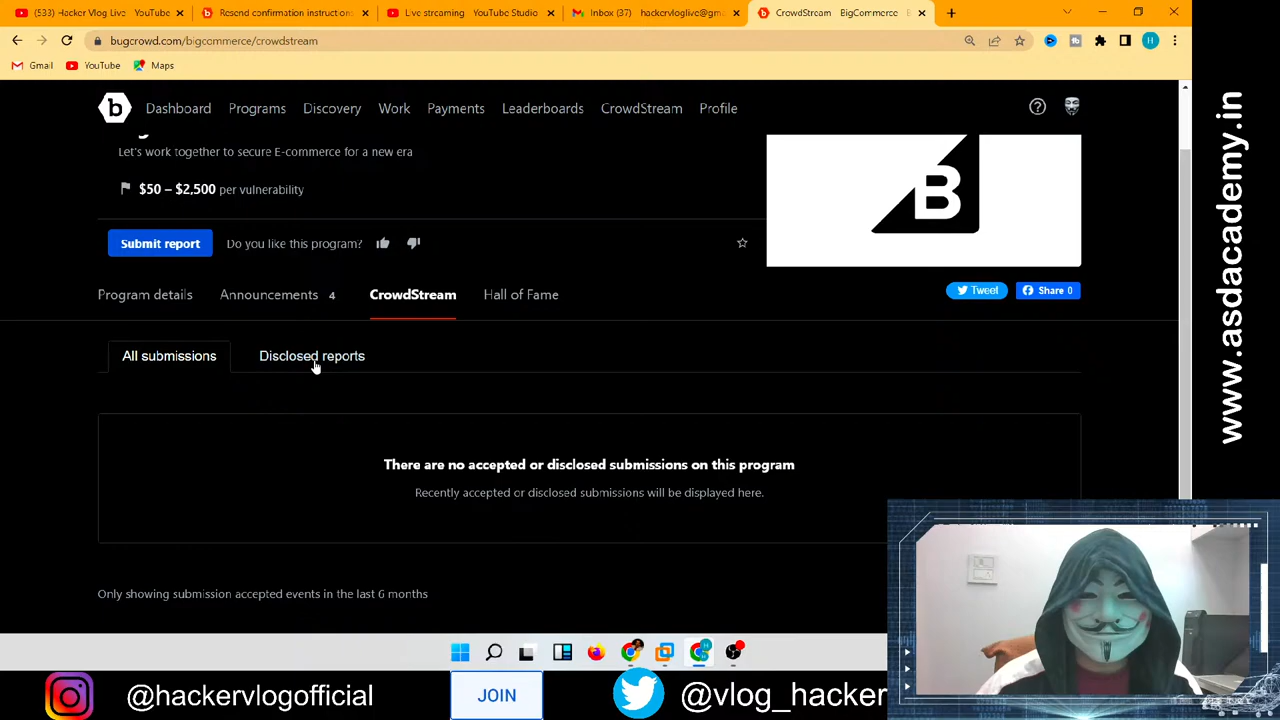 (533) Hacker Vlog Live - YouTube
Resend confirmation instructions
Live streaming - YouTube Studio
Inbox (37) - hackervloglive@gm
CrowdStream - BigCommerce - B
bugcrowd.com/bigcommerce/crowdstream
H
Gmail
YouTube
Maps
b
Dashboard
Programs
Discovery
Work
Payments
Leaderboards
CrowdStream
Profile
Let's work together to secure E-commerce for a new era
$50 – $2,500 per vulnerability
B
Submit report
Do you like this program?
Program details
Announcements 4
CrowdStream
Hall of Fame
Tweet
Share 0
All submissions
Disclosed reports
There are no accepted or disclosed submissions on this program
Recently accepted or disclosed submissions will be displayed here.
Only showing submission accepted events in the last 6 months
www.asdacademy.in
@hackervlogofficial
JOIN
@vlog_hacker